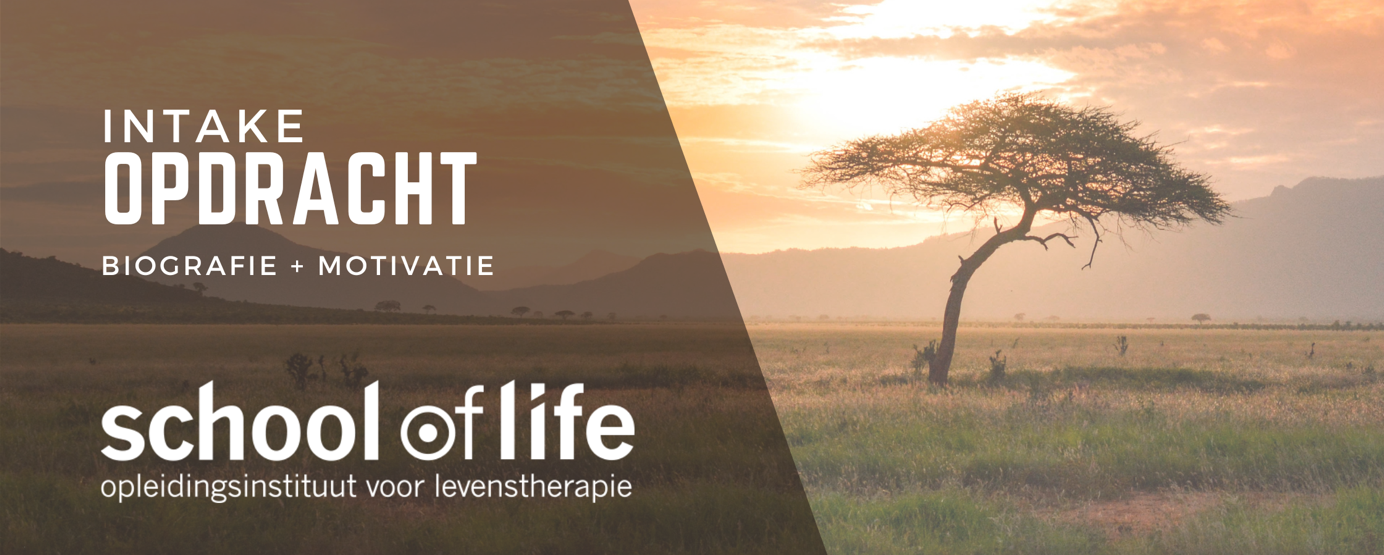 INTAKE
OPDRACHT
BIOGRAFIE + MOTIVATIE
school of life
opleidingsinstituut voor levenstherapie